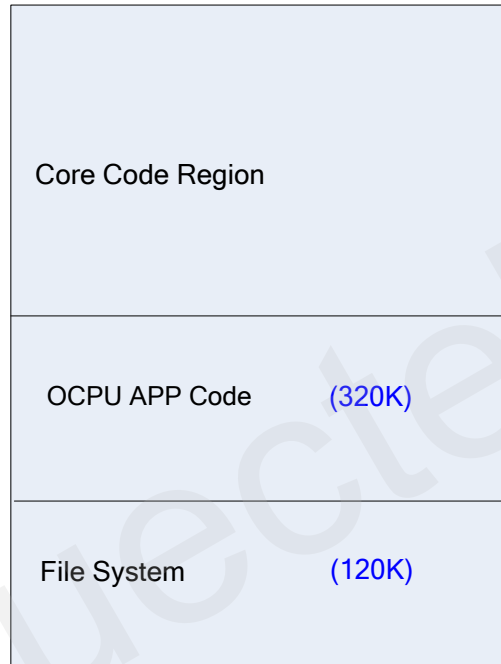 Core Code Region
OCPU APP Code (320K)
File System (120K)